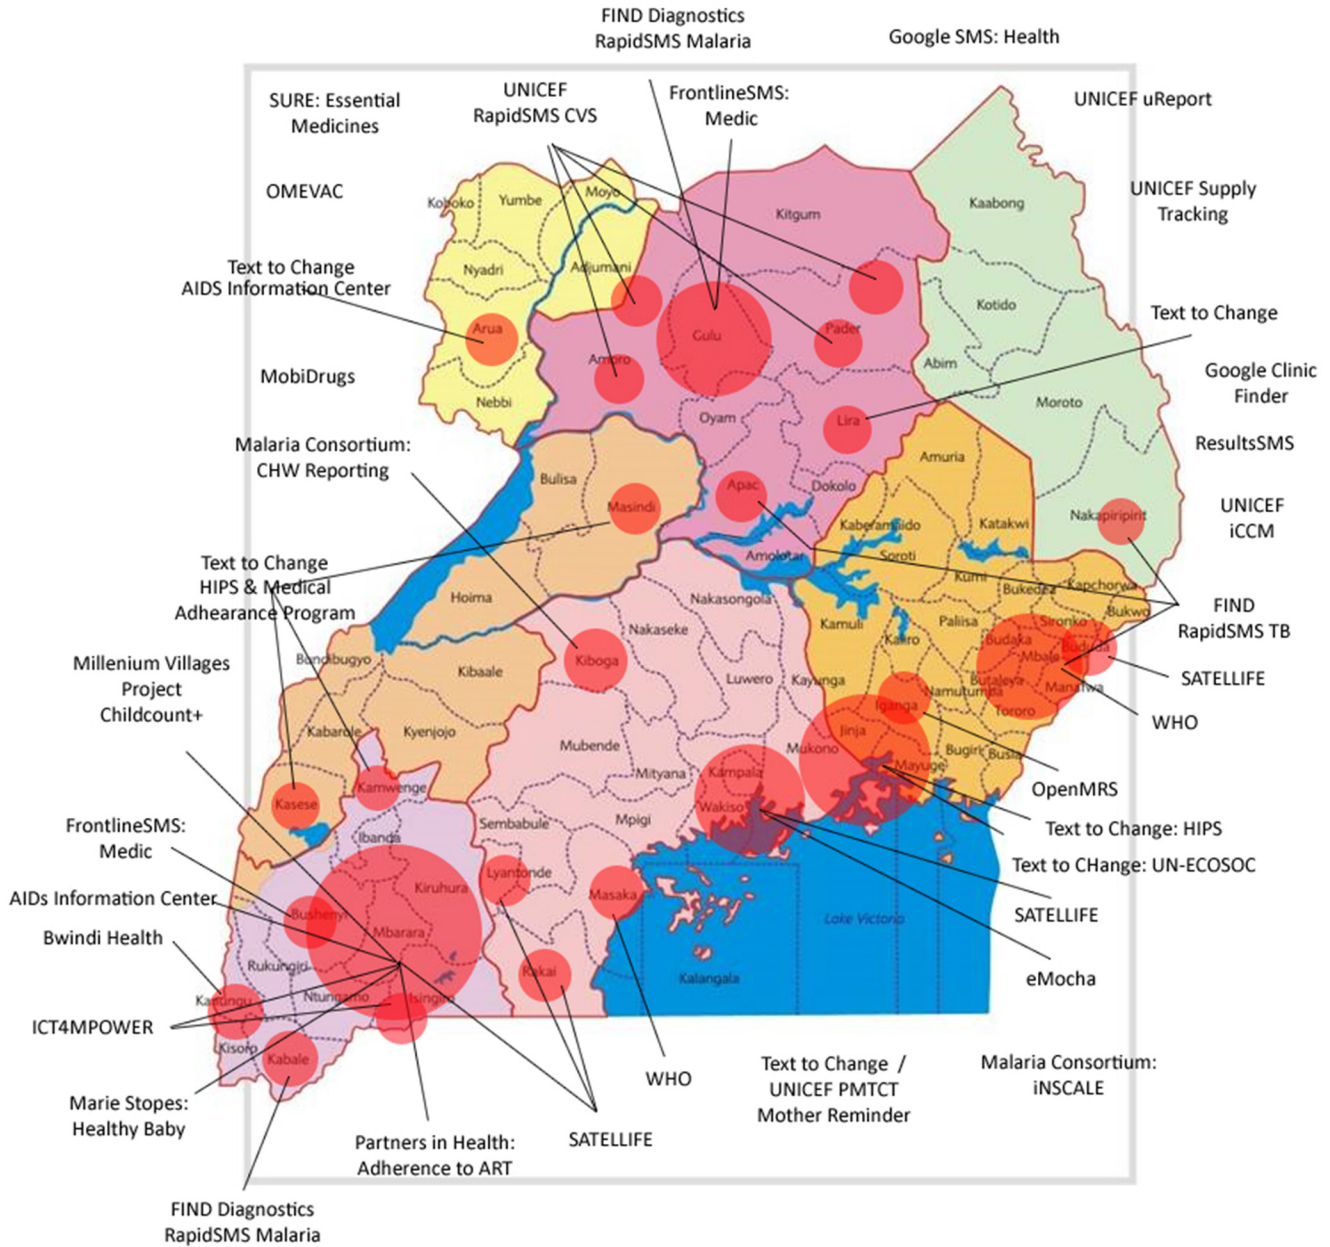 FIND Diagnostics
RapidSMS Malaria
Google SMS: Health
SURE: Essential
Medicines
UNICEF
RapidSMS CVS
FrontlineSMS:
Medic
UNICEF uReport
OMEVAC
UNICEF Supply
Tracking
Text to Change
AIDS Information Center
Text to Change
MobiDrugs
Google Clinic
Finder
Malaria Consortium:
CHW Reporting
ResultsSMS
UNICEF
iCCM
Text to Change
HIPS & Medical
Adhearance Program
FIND
RapidSMS TB
Millenium Villages
Project
Childcount+
SATELLIFE
WHO
OpenMRS
FrontlineSMS:
Medic
Text to Change: HIPS
Text to CHange: UN-ECOSOC
AIDs Information Center
SATELLIFE
Bwindi Health
eMocha
ICT4MPOWER
Marie Stopes:
Healthy Baby
Partners in Health:
Adherence to ART
SATELLIFE
WHO
Text to Change /
UNICEF PMTCT
Mother Reminder
Malaria Consortium:
iNSCALE
FIND Diagnostics
RapidSMS Malaria
Koboko
Yumbe
Moyo
Kaabong
Kitgum
Nyadri
Adjumani
Kotido
Arua
Gulu
Pader
Amoro
Abim
Nebbi
Moroto
Oyam
Lira
Amuria
Bulisa
Apac
Dokolo
Masindi
Nakapiripirit
Kaberamaido
Katakwi
Amolotar
Soroti
Kumi
Bukedea
Kapchorwa
Hoima
Nakasongola
Bukwo
Kamuli
Paliisa
Sironko
Nakaseke
Kaliro
Budaka
Bududa
Bundibugyo
Kiboga
Mbale
Kibaale
Luwero
Kayunga
Butaleja
Manafwa
Namutumba
Iganga
Tororo
Kabarole
Kyenjojo
Jinja
Mubende
Mukono
Bugiri
Busia
Mityana
Kampala
Mayuge
Kamwenge
Kasese
Wakiso
Sembabule
Mpigi
Ibanda
Lyantonde
Kiruhura
Masaka
Bushenyi
Lake Victoria
Mbarara
Rukungiri
Rakai
Kalangala
Kanungu
Ntungamo
Isingiro
Kisoro
Kabale